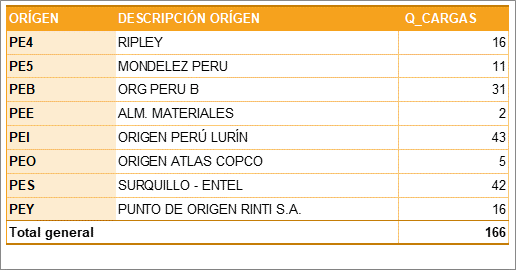 ORÍGEN DESCRIPCIÓN ORÍGEN Q_CARGAS
PE4 RIPLEY 16
PE5 MONDELEZ PERU 11
PEB ORG PERU B 31
PEE ALM. MATERIALES 2
PEI ORIGEN PERÚ LURÍN 43
PEO ORIGEN ATLAS COPCO 5
PES SURQUILLO - ENTEL 42
PEY PUNTO DE ORIGEN RINTI S.A. 16
Total general 166